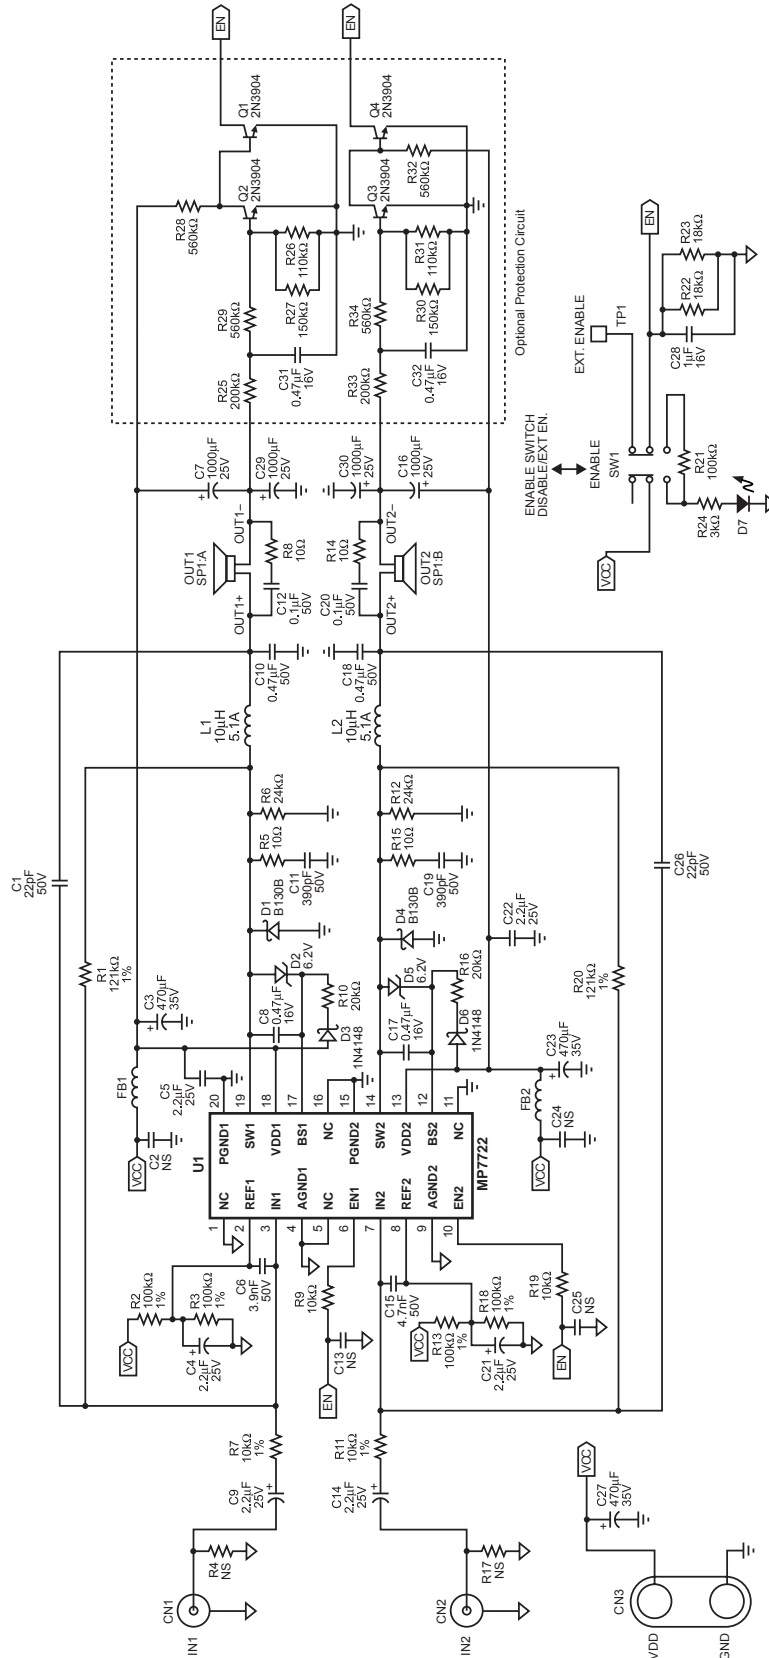 EN
EN
Q1
2N3904
Q4
2N3904
Q2
2N3904
Q3
2N3904
R28
560kΩ
R32
560kΩ
R26
110kΩ
R27
150kΩ
R31
110kΩ
R30
150kΩ
R29
560kΩ
R34
560kΩ
R25
200kΩ
R33
200kΩ
C31
0.47µF
16V
C32
0.47µF
16V
Optional Protection Circuit
C7
1000µF
25V
+
C29
1000µF
25V
+
C30
1000µF
25V
+
C16
1000µF
25V
+
OUT1
SP1:A
OUT1−
OUT1+
R8
10Ω
C12
0.1µF
50V
OUT2
SP1:B
OUT2−
OUT2+
R14
10Ω
C20
0.1µF
50V
C10
0.47µF
50V
C18
0.47µF
50V
L1
10µH
5.1A
L2
10µH
5.1A
EXT. ENABLE
TP1
EN
R23
18kΩ
R22
18kΩ
C28
1µF
16V
ENABLE SWITCH
DISABLE/EXT EN.
ENABLE
SW1
R21
100kΩ
R24
3kΩ
D7
VCC
C1
22pF
50V
R1
121kΩ
1%
C26
22pF
50V
R20
121kΩ
1%
R6
24kΩ
R5
10Ω
C11
390pF
50V
D1
B130B
D2
6.2V
R10
20kΩ
D3
1N4148
C8
0.47µF
16V
R12
24kΩ
R15
10Ω
C19
390pF
50V
D4
B130B
D5
6.2V
R16
20kΩ
D6
1N4148
C17
0.47µF
16V
C22
2.2µF
25V
C3
470µF
35V
+
FB1
C5
2.2µF
25V
C2
NS
VCC
C23
470µF
35V
+
FB2
C24
NS
VCC
U1
MP7722
20
19
18
17
16
15
14
13
12
11
PGND1
SW1
VDD1
BS1
NC
PGND2
SW2
VDD2
BS2
NC
NC
REF1
IN1
AGND1
NC
EN1
IN2
REF2
AGND2
EN2
1
2
3
4
5
6
7
8
9
10
R2
100kΩ
1%
R3
100kΩ
1%
VCC
C4
2.2µF
25V
+
C6
3.9nF
50V
R9
10kΩ
C13
NS
EN
C15
4.7nF
50V
VCC
R13
100kΩ
1%
R18
100kΩ
1%
C21
2.2µF
25V
+
R19
10kΩ
C25
NS
EN
R7
10kΩ
1%
C9
2.2µF
25V
+
R11
10kΩ
1%
C14
2.2µF
25V
+
R4
NS
CN1
IN1
R17
NS
CN2
IN2
VCC
C27
470µF
35V
+
CN3
VDD
GND